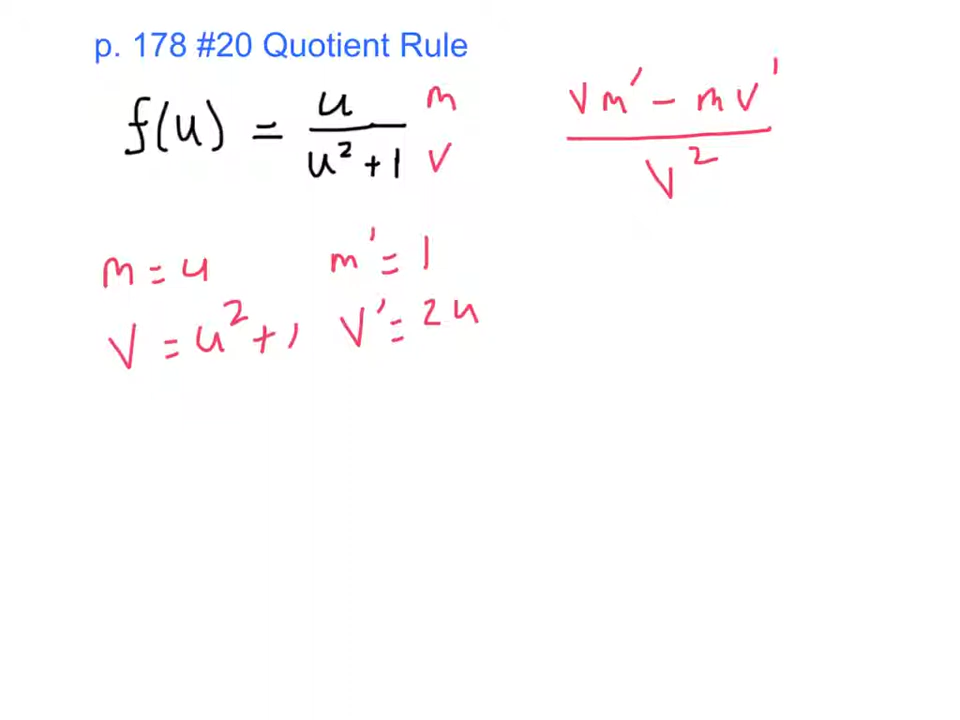 p. 178 #20 Quotient Rule
f(u) = u / u² + 1
m
v
vm' - mv' / v²
m = u   m' = 1
v = u² + 1   v' = 2u